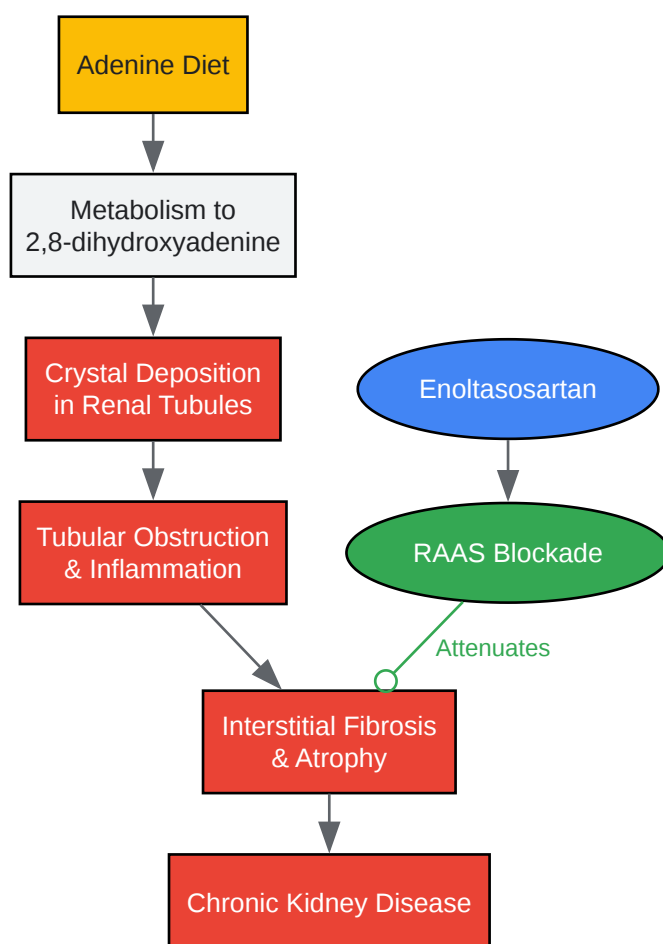 Adenine Diet
Metabolism to
2,8-dihydroxyadenine
Crystal Deposition
in Renal Tubules
Enoltasosartan
Tubular Obstruction
& Inflammation
RAAS Blockade
Attenuates
Interstitial Fibrosis
& Atrophy
Chronic Kidney Disease